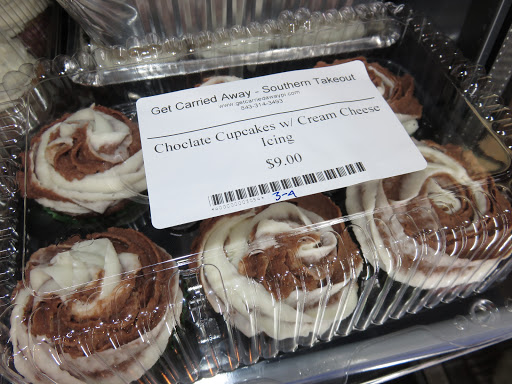 Get Carried Away - Southern Takeout
www.getcarriedawaypi.com
843-314-3493
Choclate Cupcakes w/ Cream Cheese
Icing
$9.00
3-4